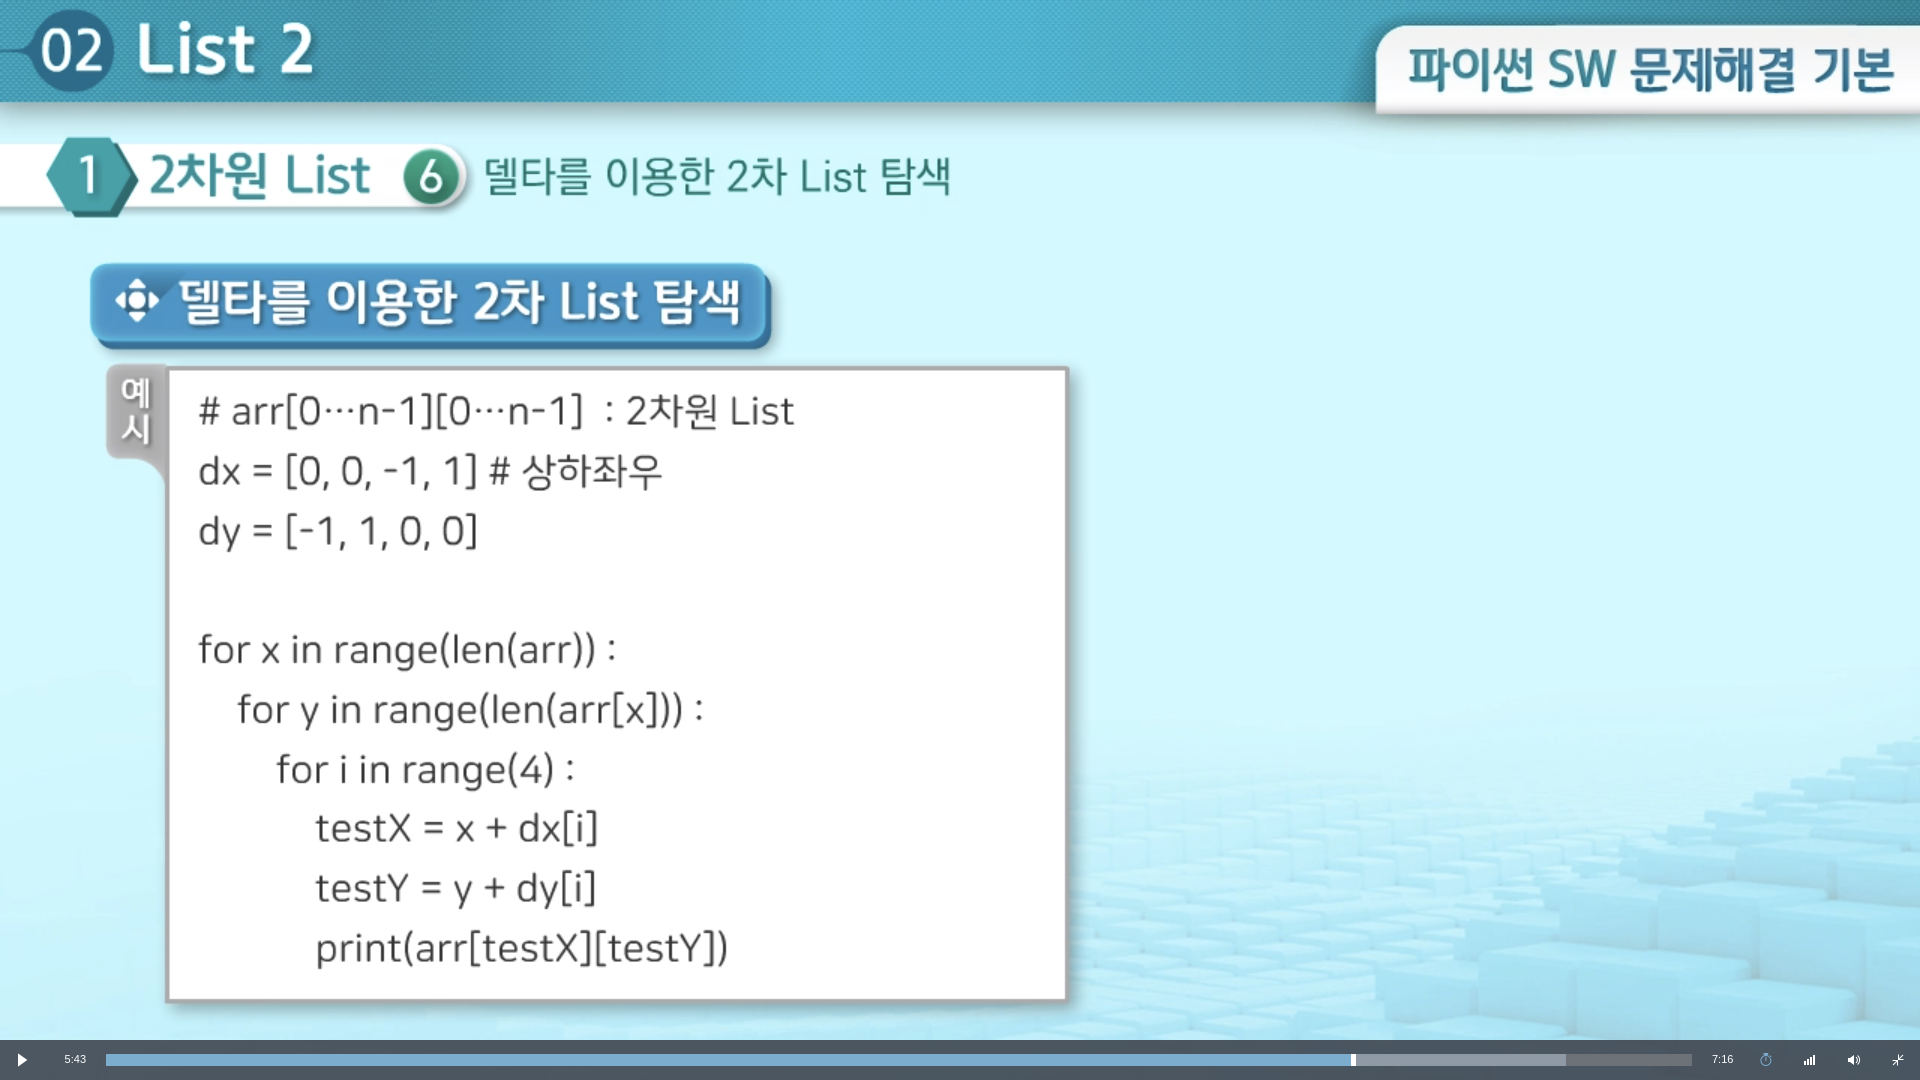 02 List 2
파이썬 SW 문제해결 기본
1 2차원 List 6 델타를 이용한 2차 List 탐색
델타를 이용한 2차 List 탐색
예시
# arr[0⋯n-1][0⋯n-1] : 2차원 List
dx = [0, 0, -1, 1] # 상하좌우
dy = [-1, 1, 0, 0]
for x in range(len(arr)) :
for y in range(len(arr[x])) :
for i in range(4) :
testX = x + dx[i]
testY = y + dy[i]
print(arr[testX][testY])
5:43 7:16